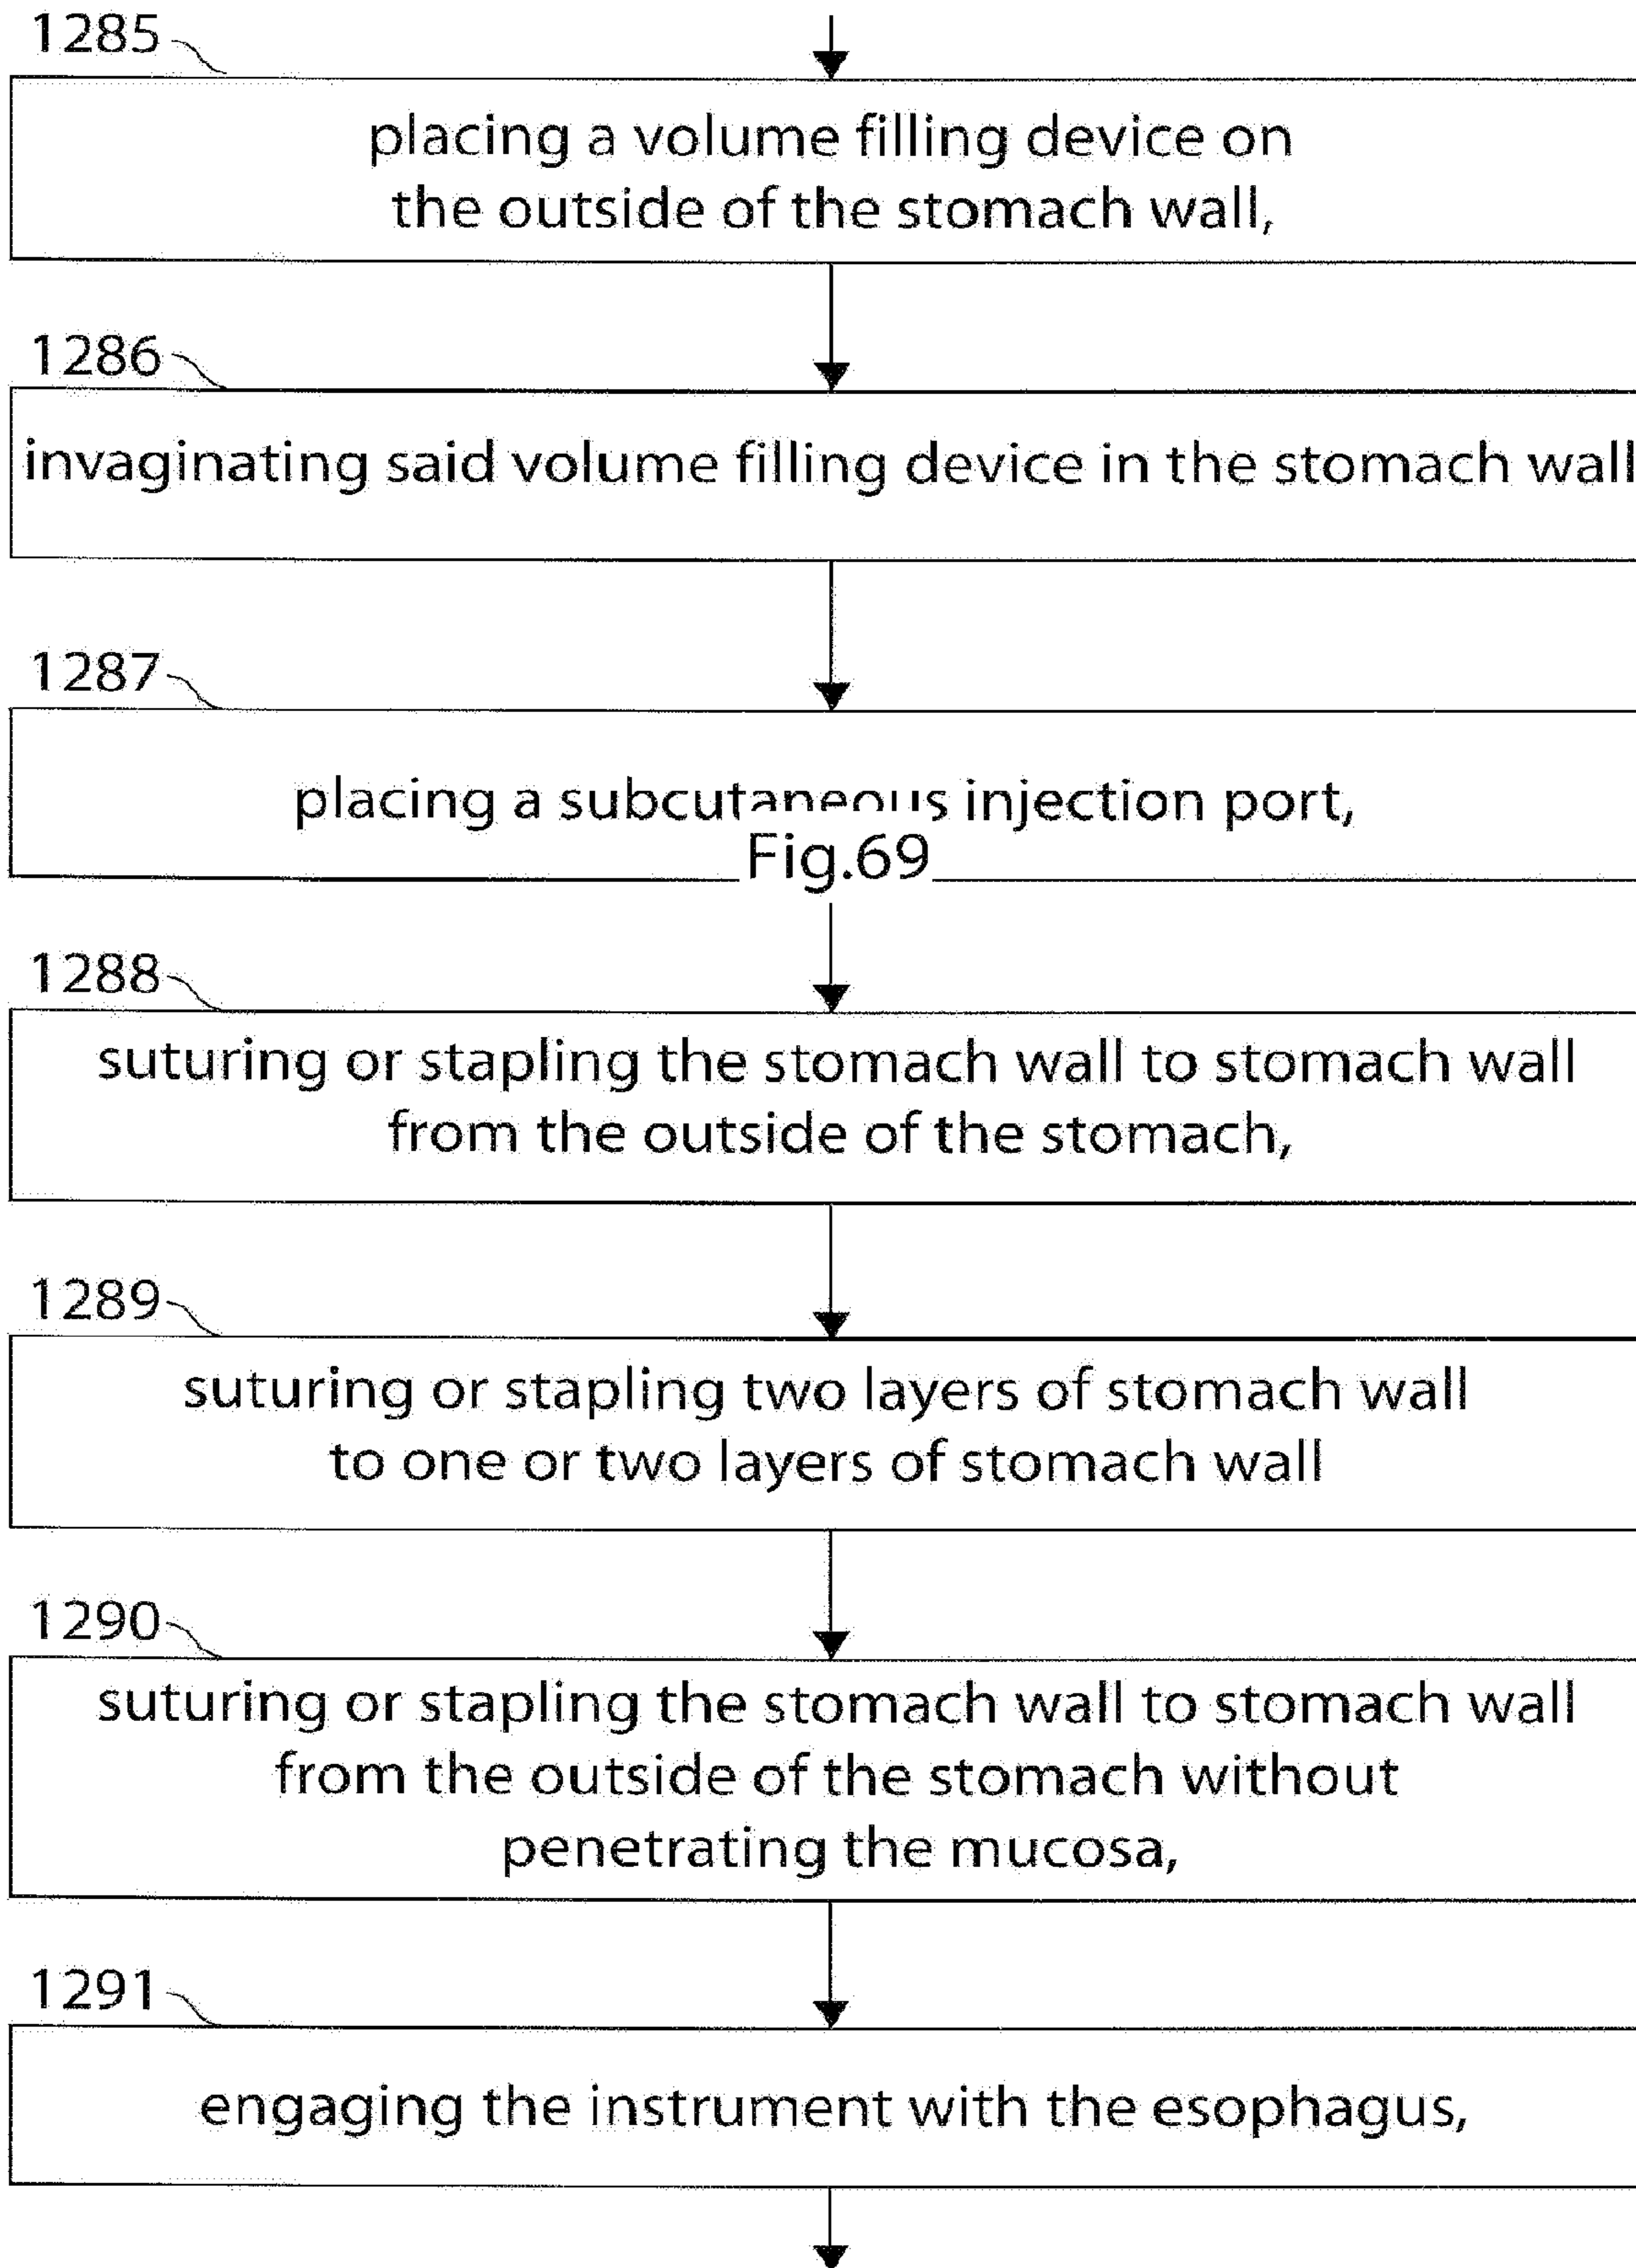 1285
placing a volume filling device on
the outside of the stomach wall,
1286
invaginating said volume filling device in the stomach wall
1287
placing a subcutaneous injection port,
Fig.69
1288
suturing or stapling the stomach wall to stomach wall
from the outside of the stomach,
1289
suturing or stapling two layers of stomach wall
to one or two layers of stomach wall
1290
suturing or stapling the stomach wall to stomach wall
from the outside of the stomach without
penetrating the mucosa,
1291
engaging the instrument with the esophagus,